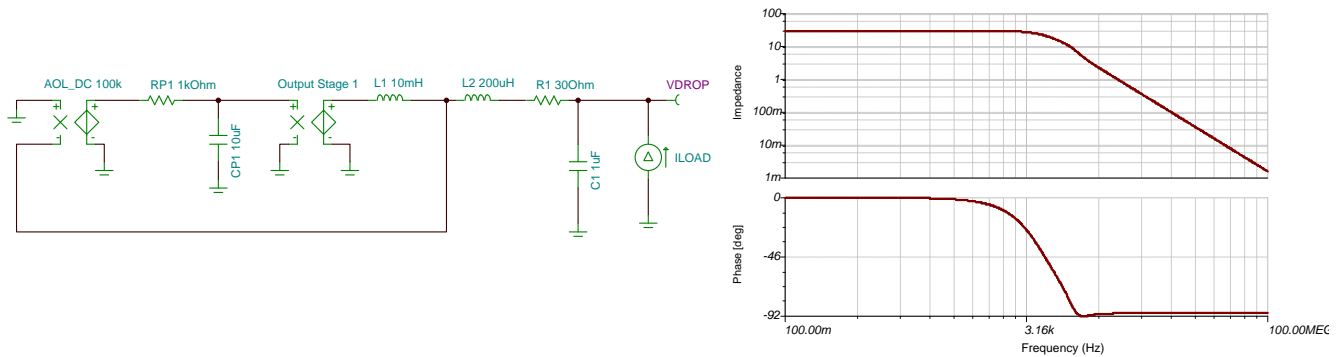 AOL_DC 100k
RP1 1kOhm
CP1 10uF
Output Stage 1
L1 10mH
L2 200uH
R1 30Ohm
VDROP
C1 1uF
ILOAD
+
-
+
-
+
-
+
-
Impedance
100
10
1
100m
10m
1m
Phase [deg]
0
-46
-92
100.00m
3.16k
100.00MEG
Frequency (Hz)